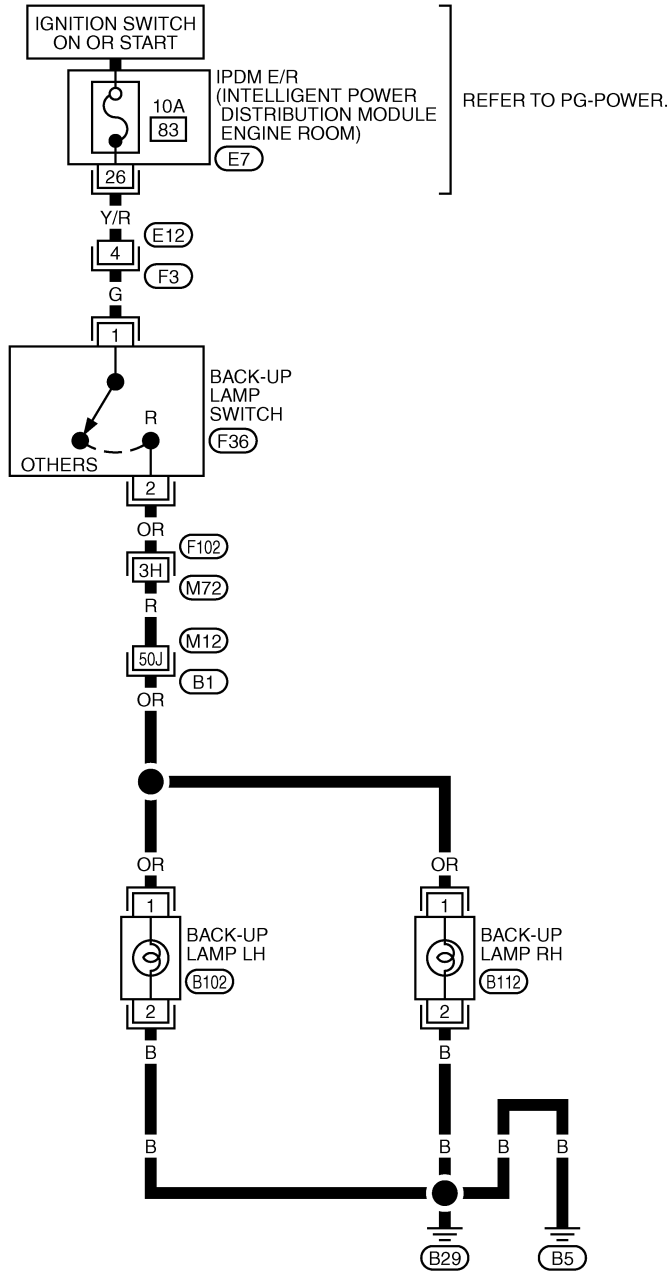 IGNITION SWITCH
ON OR START
IPDM E/R
(INTELLIGENT POWER
DISTRIBUTION MODULE
ENGINE ROOM)
REFER TO PG-POWER.
10A
83
E7
26
Y/R
E12
4
F3
G
1
BACK-UP
LAMP
SWITCH
R
F36
OTHERS
2
OR
F102
3H
M72
R
M12
50J
B1
OR
OR
OR
1
1
BACK-UP
LAMP LH
BACK-UP
LAMP RH
B102
B112
2
2
B
B
B
B
B
B
B29
B5